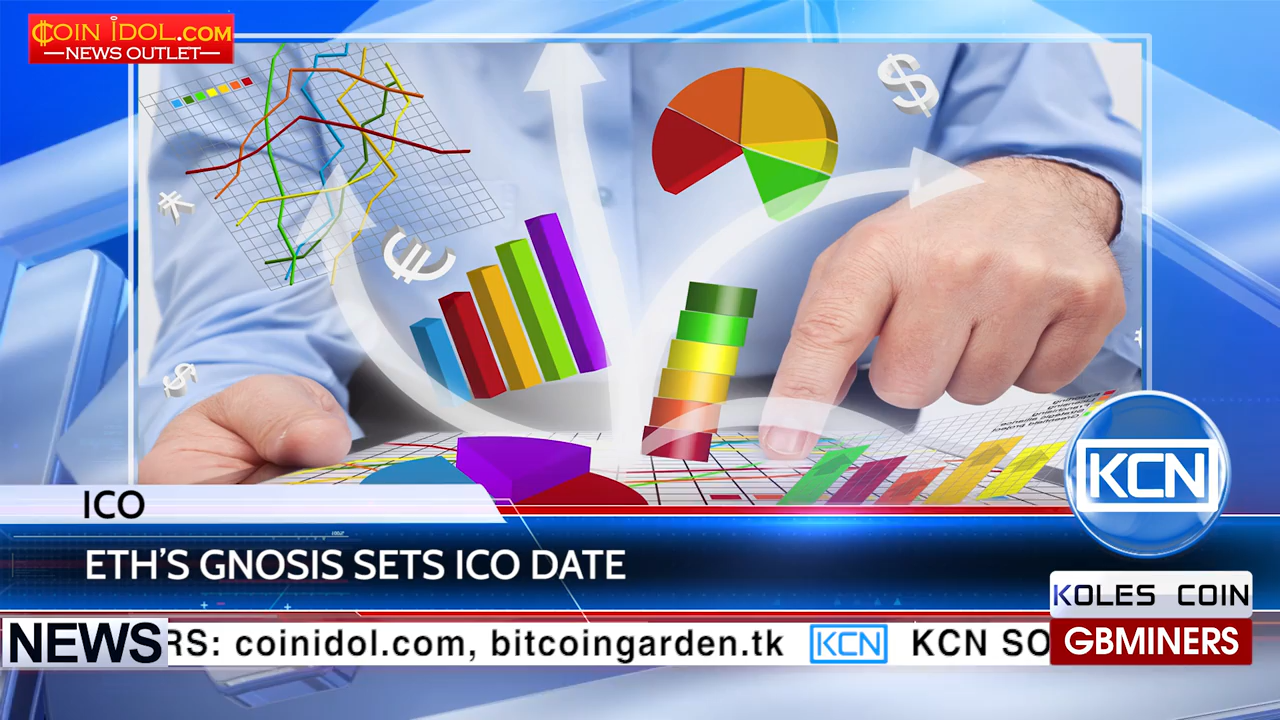 COIN IDOL.COM
NEWS OUTLET
ICO
KCN
ETH'S GNOSIS SETS ICO DATE
KOLES COIN
NEWS
RS: coinidol.com, bitcoingarden.tk
KCN
KCN SO
GBMINERS